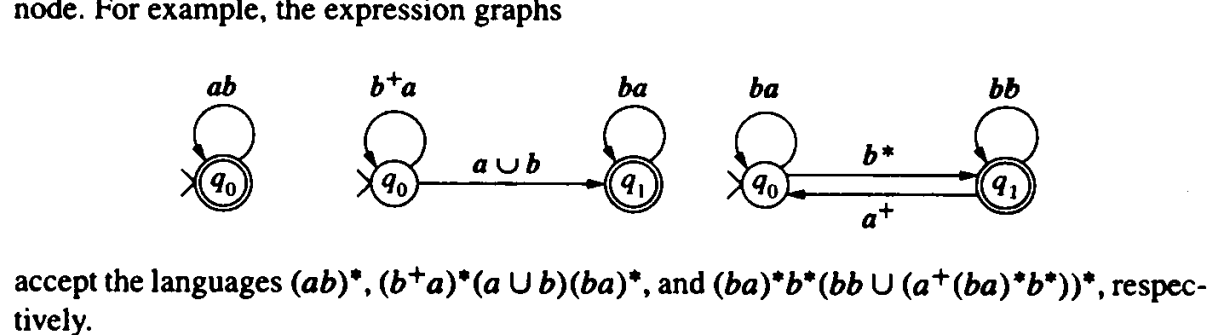 node. For example, the expression graphs
ab b⁺a ba ba bb
a ∪ b b*
q₀ q₀ q₁ q₀ q₁
a⁺
accept the languages (ab)*, (b⁺a)*(a ∪ b)(ba)*, and (ba)*b*(bb ∪ (a⁺(ba)*b*))*, respec-
tively.